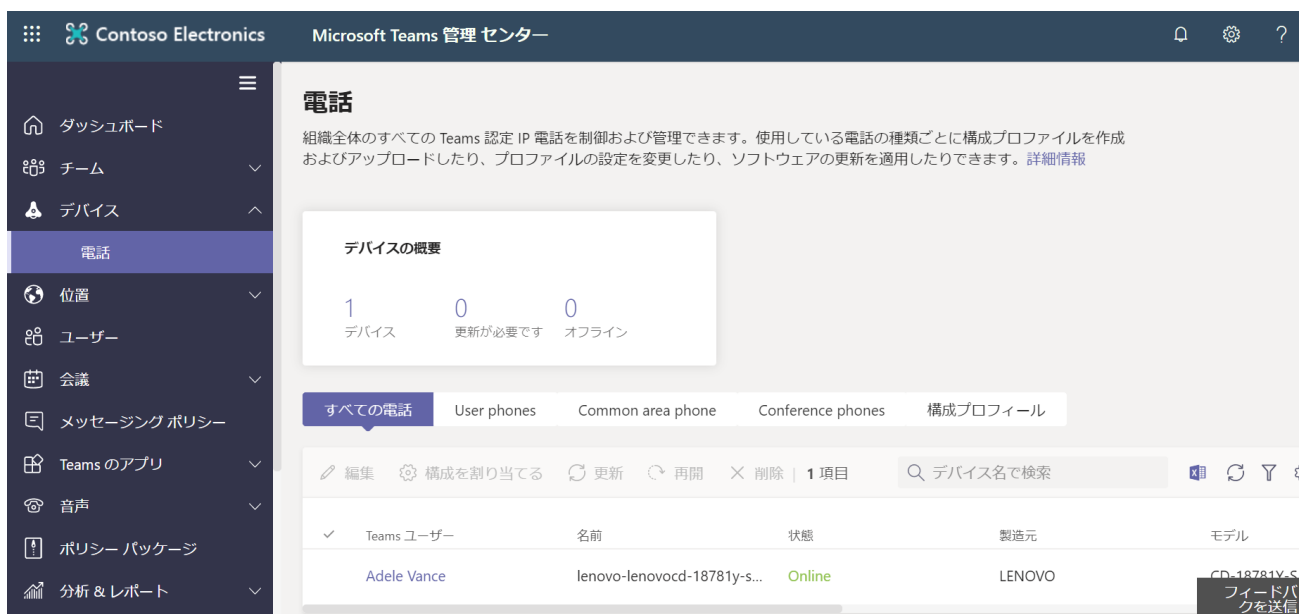 Contoso Electronics
Microsoft Teams 管理 センター
?
ダッシュボード
チーム
デバイス
電話
位置
ユーザー
会議
メッセージング ポリシー
Teams のアプリ
音声
ポリシー パッケージ
分析 & レポート
電話
組織全体のすべての Teams 認定 IP 電話を制御および管理できます。使用している電話の種類ごとに構成プロファイルを作成
およびアップロードしたり、プロファイルの設定を変更したり、ソフトウェアの更新を適用したりできます。詳細情報
デバイスの概要
1 0 0
デバイス 更新が必要です オフライン
すべての電話 User phones Common area phone Conference phones 構成プロフィール
編集 構成を割り当てる 更新 再開 削除 | 1 項目 デバイス名で検索
Teams ユーザー 名前 状態 製造元 モデル
Adele Vance lenovo-lenovocd-18781y-s... Online LENOVO CD-18781Y-S
フィードバ
クを送信